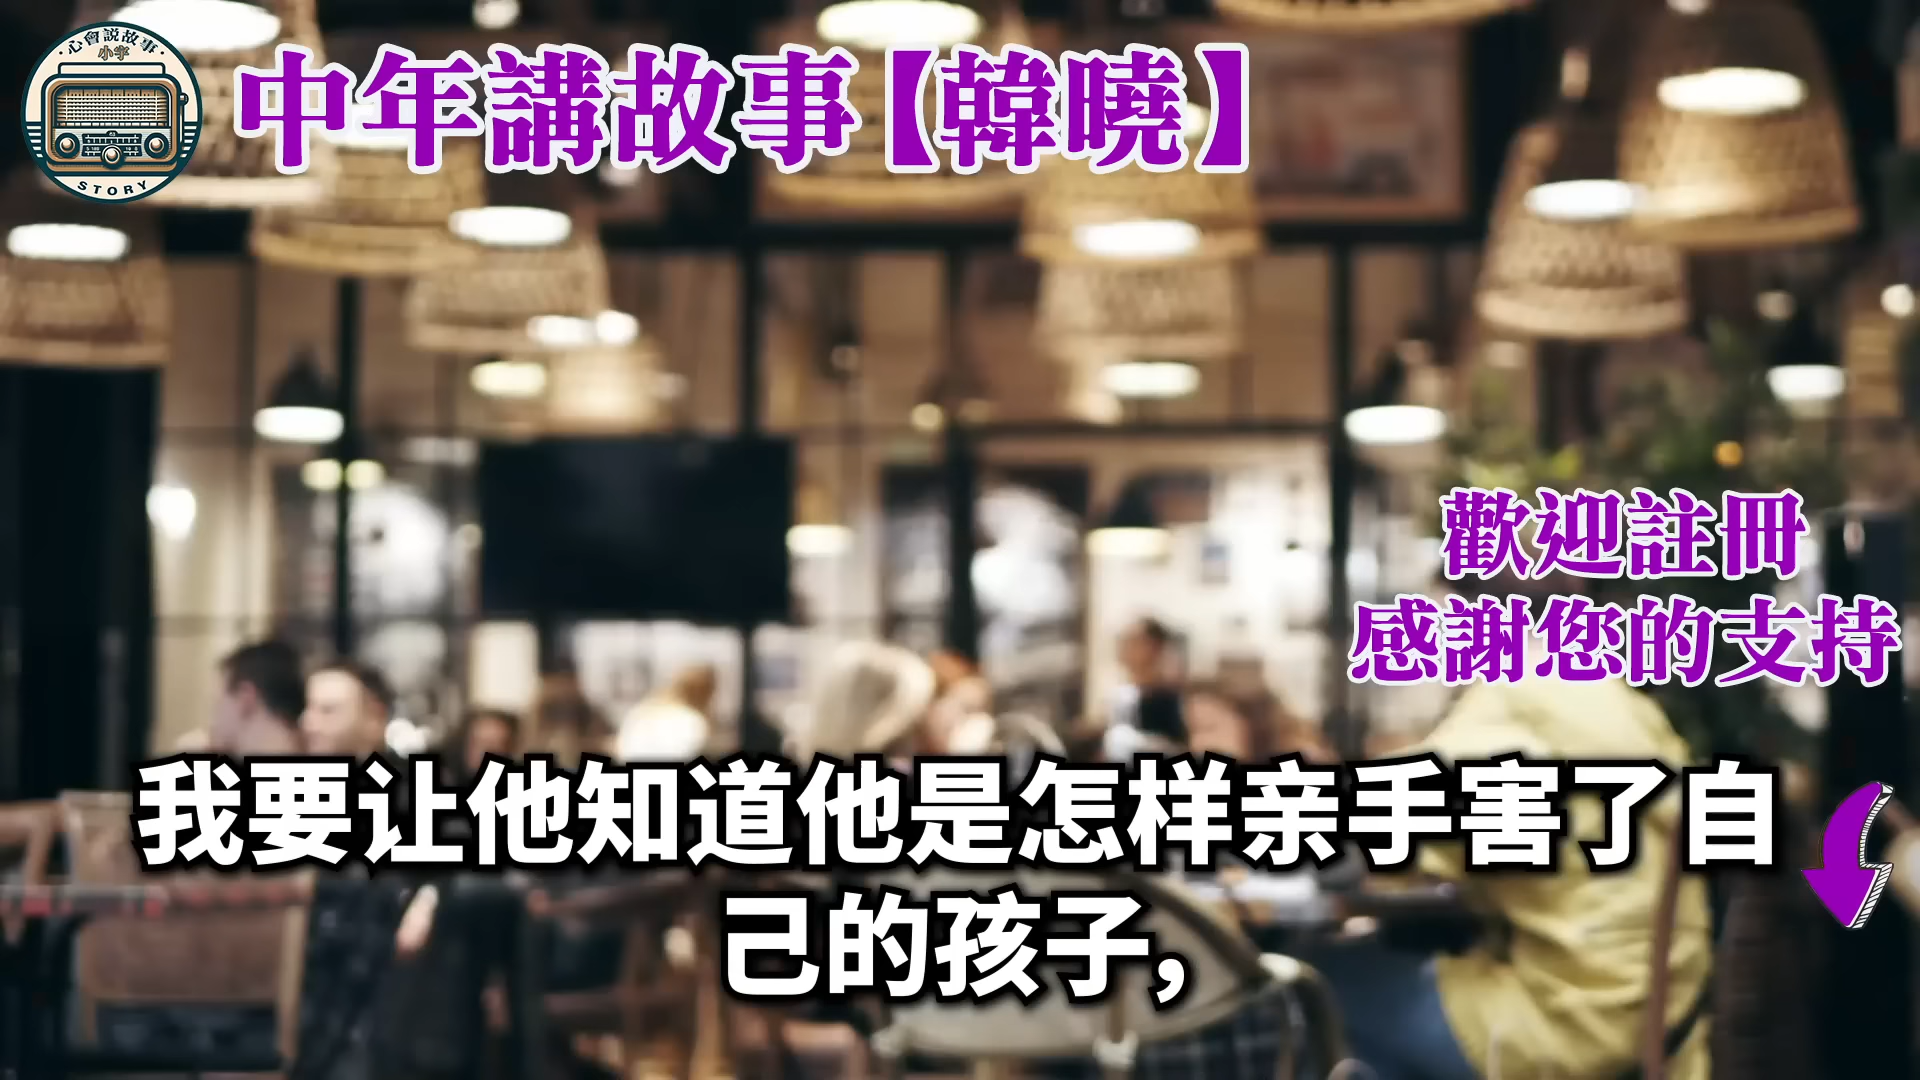 心會説故事
小宇
STORY
中年講故事【韓曉】
歡迎註冊
感謝您的支持
我要让他知道他是怎样亲手害了自
己的孩子,